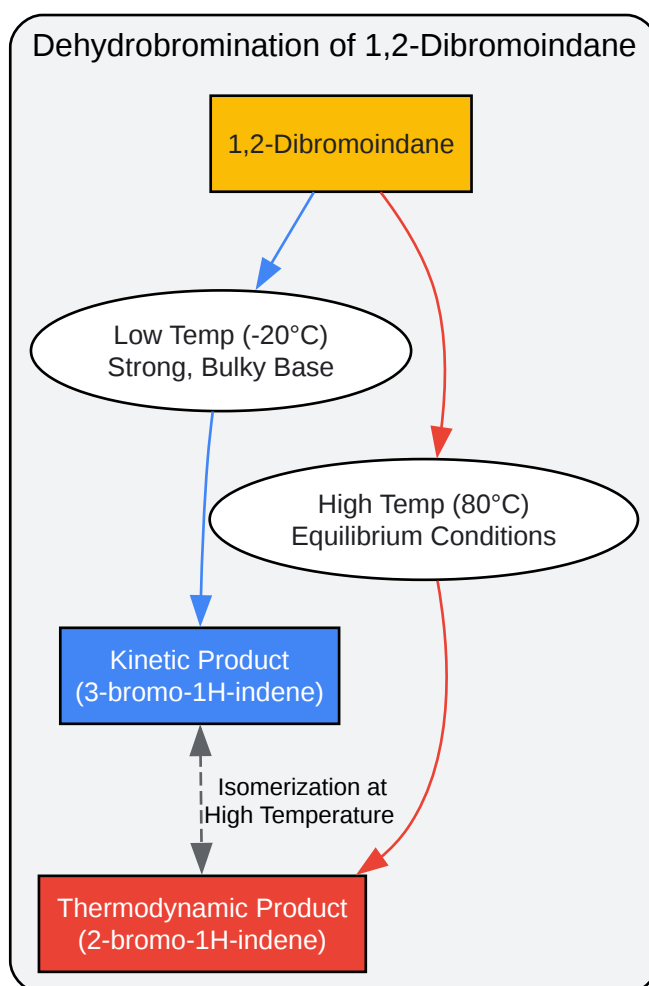 Dehydrobromination of 1,2-Dibromoindane
1,2-Dibromoindane
Low Temp (-20°C)
Strong, Bulky Base
High Temp (80°C)
Equilibrium Conditions
Kinetic Product
(3-bromo-1H-indene)
Isomerization at
High Temperature
Thermodynamic Product
(2-bromo-1H-indene)